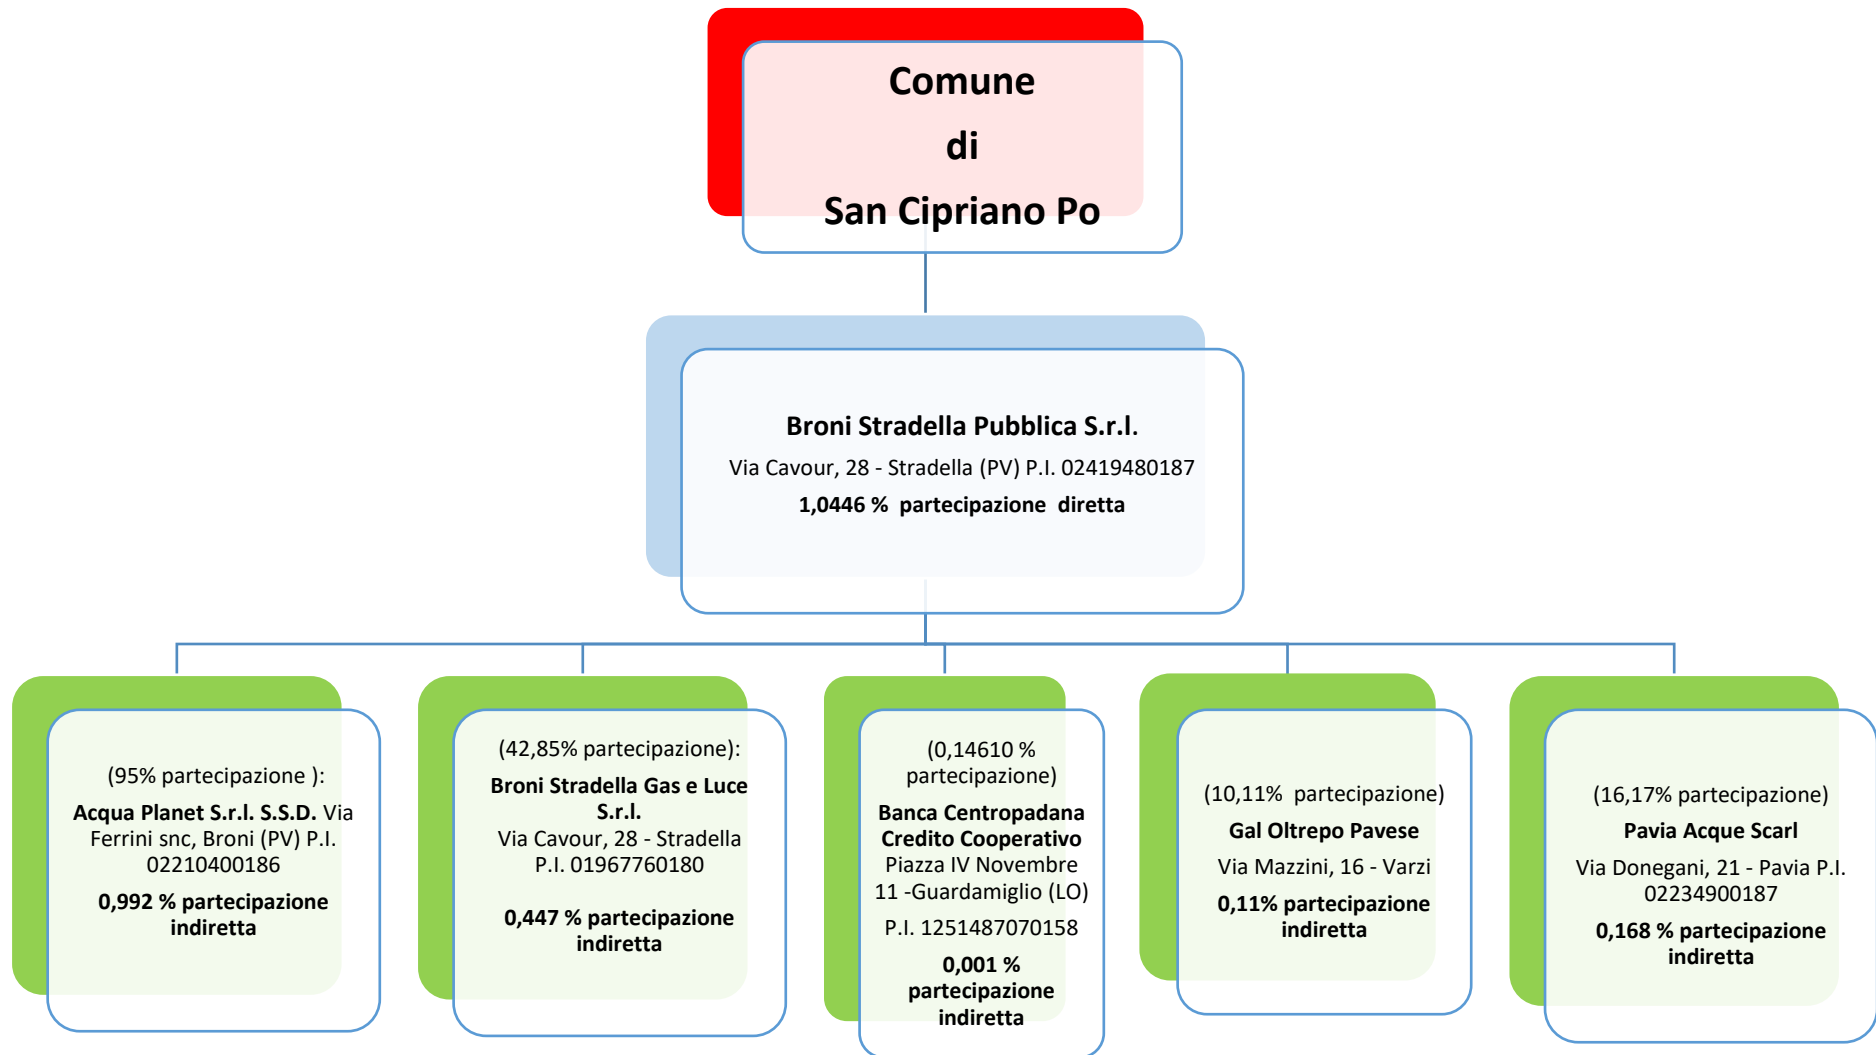 Comune
di
San Cipriano Po
Broni Stradella Pubblica S.r.l.
Via Cavour, 28 - Stradella (PV) P.I. 02419480187
1,0446 % partecipazione diretta
(95% partecipazione ):
Acqua Planet S.r.l. S.S.D. Via
Ferrini snc, Broni (PV) P.I.
02210400186
0,992 % partecipazione
indiretta
(42,85% partecipazione):
Broni Stradella Gas e Luce
S.r.l.
Via Cavour, 28 - Stradella
P.I. 01967760180
0,447 % partecipazione
indiretta
(0,14610 %
partecipazione)
Banca Centropadana
Credito Cooperativo
Piazza IV Novembre
11 -Guardamiglio (LO)
P.I. 1251487070158
0,001 %
partecipazione
indiretta
(10,11% partecipazione)
Gal Oltrepo Pavese
Via Mazzini, 16 - Varzi
0,11% partecipazione
indiretta
(16,17% partecipazione)
Pavia Acque Scarl
Via Donegani, 21 - Pavia P.I.
02234900187
0,168 % partecipazione
indiretta